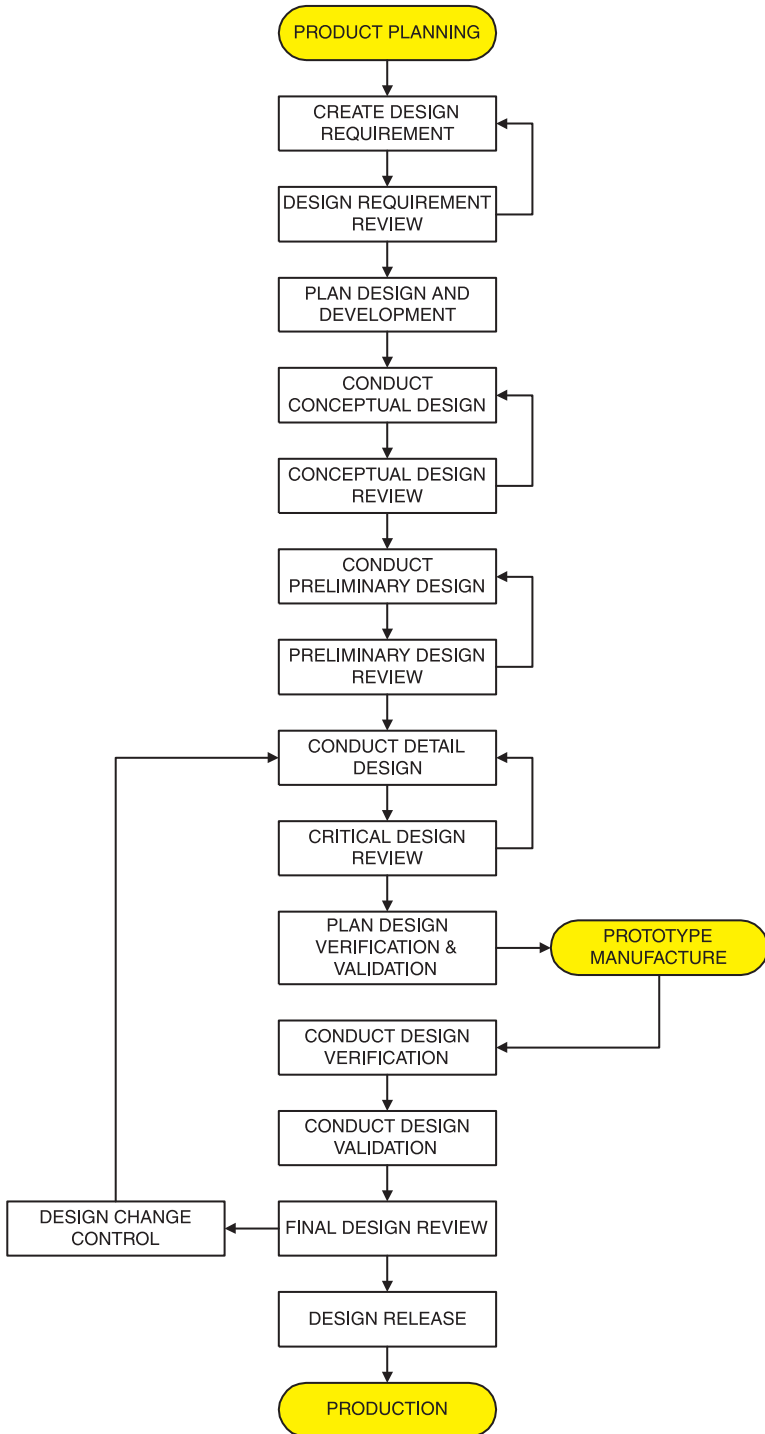 PRODUCT PLANNING
CREATE DESIGN
REQUIREMENT
DESIGN REQUIREMENT
REVIEW
PLAN DESIGN AND
DEVELOPMENT
CONDUCT
CONCEPTUAL DESIGN
CONCEPTUAL DESIGN
REVIEW
CONDUCT
PRELIMINARY DESIGN
PRELIMINARY DESIGN
REVIEW
CONDUCT DETAIL
DESIGN
CRITICAL DESIGN
REVIEW
PLAN DESIGN
VERIFICATION &
VALIDATION
PROTOTYPE
MANUFACTURE
CONDUCT DESIGN
VERIFICATION
CONDUCT DESIGN
VALIDATION
DESIGN CHANGE
CONTROL
FINAL DESIGN REVIEW
DESIGN RELEASE
PRODUCTION